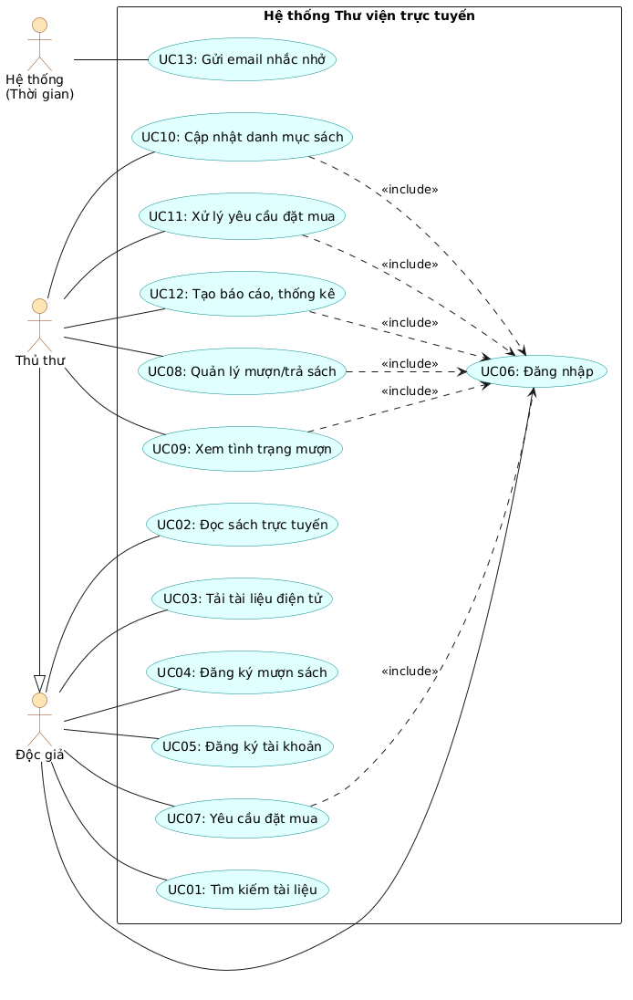 Hệ thống Thư viện trực tuyến
Hệ thống
(Thời gian)
UC13: Gửi email nhắc nhở
UC10: Cập nhật danh mục sách
«include»
UC11: Xử lý yêu cầu đặt mua
«include»
UC12: Tạo báo cáo, thống kê
«include»
Thủ thư
UC08: Quản lý mượn/trả sách
«include»
UC06: Đăng nhập
«include»
UC09: Xem tình trạng mượn
UC02: Đọc sách trực tuyến
UC03: Tải tài liệu điện tử
UC04: Đăng ký mượn sách
«include»
Độc giả
UC05: Đăng ký tài khoản
UC07: Yêu cầu đặt mua
UC01: Tìm kiếm tài liệu